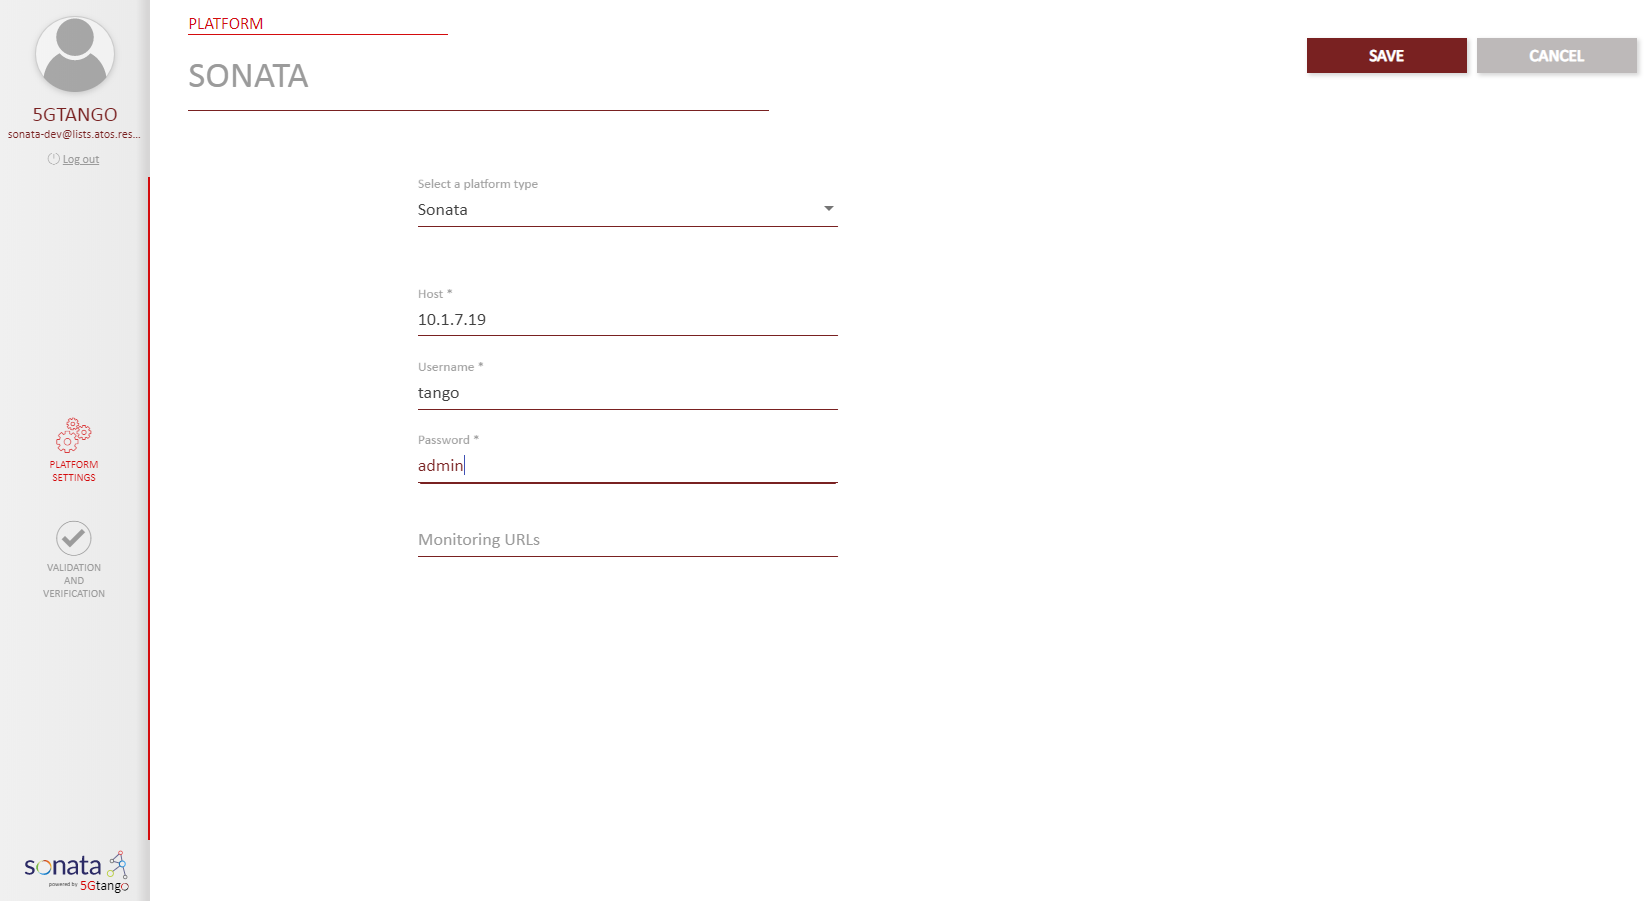 5GTANGO
sonata-dev@lists.atos.res...
Log out
PLATFORM
SETTINGS
VALIDATION
AND
VERIFICATION
sonata
powered by 5Gtango
PLATFORM
SONATA
SAVE
CANCEL
Select a platform type
Sonata
Host *
10.1.7.19
Username *
tango
Password *
admin
Monitoring URLs